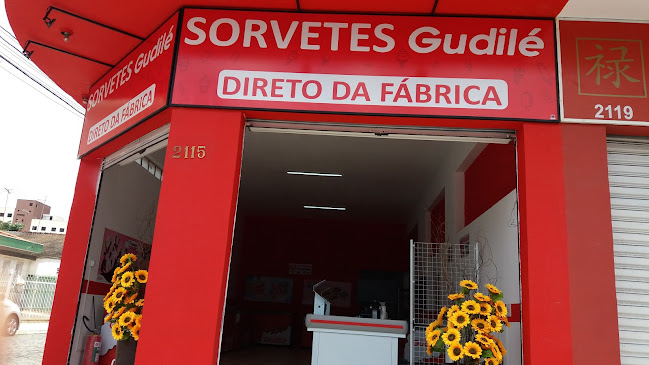 SORVETES Gudilé
DIRETO DA FÁBRICA
SORVETES Gudilé
DIRETO DA FÁBRICA
2115
禄
2119